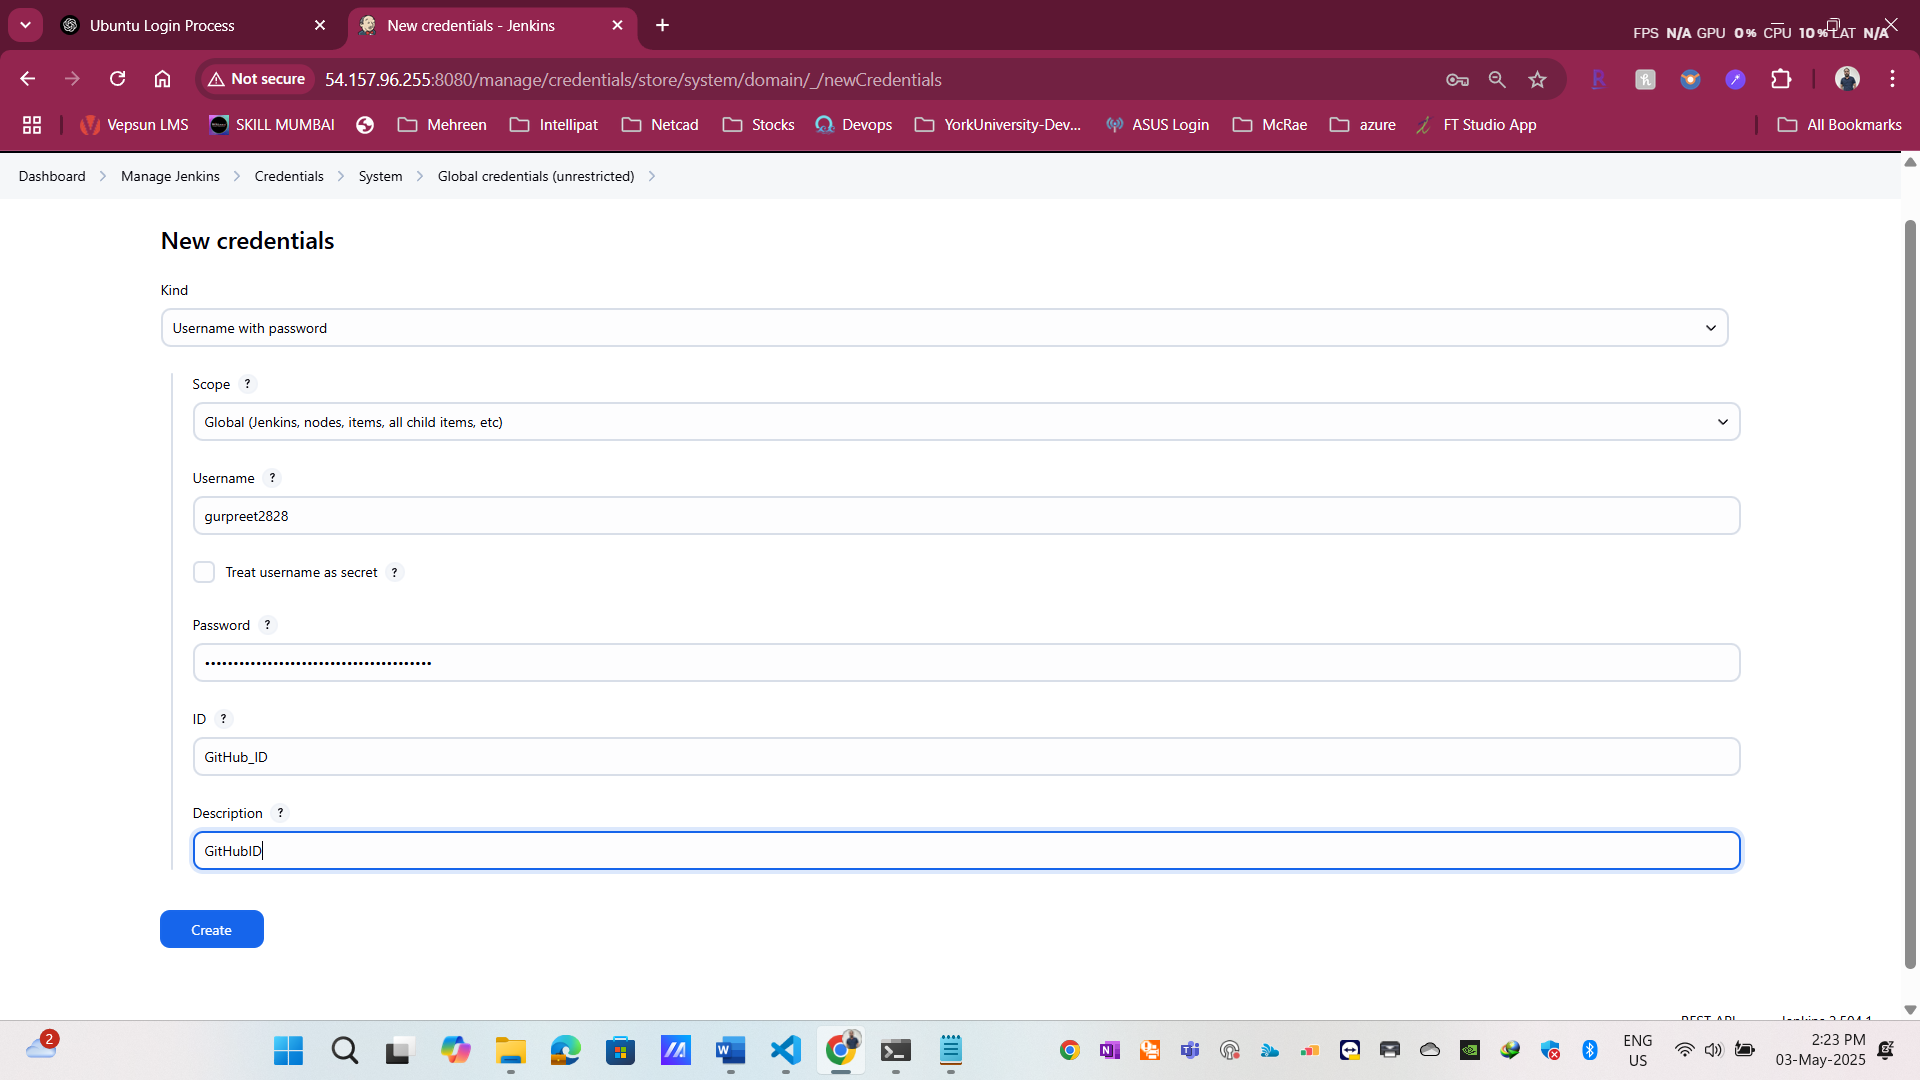 Ubuntu Login Process
New credentials - Jenkins
FPS N/A GPU 0% CPU 10% LAT N/A
Not secure 54.157.96.255:8080/manage/credentials/store/system/domain/_/newCredentials
Vepsun LMS SKILL MUMBAI Mehreen Intellipat Netcad Stocks Devops YorkUniversity-Dev... ASUS Login McRae azure FT Studio App All Bookmarks
Dashboard Manage Jenkins Credentials System Global credentials (unrestricted)
New credentials
Kind
Username with password
Scope ?
Global (Jenkins, nodes, items, all child items, etc)
Username ?
gurpreet2828
Treat username as secret ?
Password ?
ID ?
GitHub_ID
Description ?
GitHubID
Create
REST API Jenkins 2.504.1
2
ENG
US
2:23 PM
03-May-2025